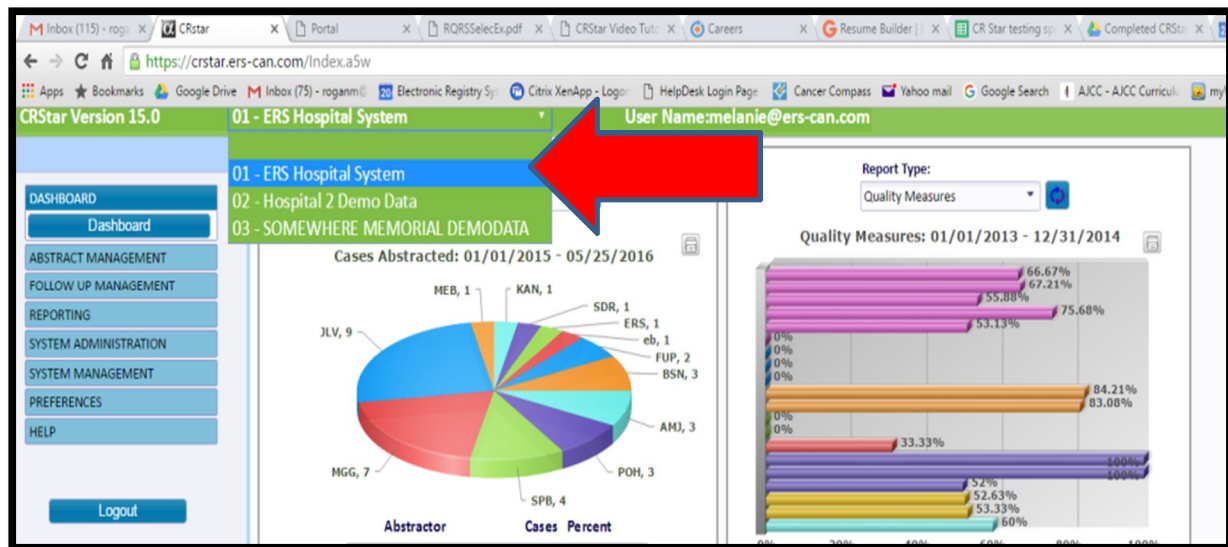 Inbox (115) - roga
CRstar
Portal
RQRSSelecEx.pdf
CRStar Video Tuto
Careers
Resume Builder |
CR Star testing sp
Completed CRSta
https://crstar.ers-can.com/Index.a5w
Apps Bookmarks Google Drive Inbox (75) - roganm@ Electronic Registry Sy Citrix XenApp - Logon HelpDesk Login Page Cancer Compass Yahoo mail Google Search AJCC - AJCC Curricul my
CRStar Version 15.0 01 - ERS Hospital System User Name:melanie@ers-can.com
01 - ERS Hospital System
02 - Hospital 2 Demo Data
03 - SOMEWHERE MEMORIAL DEMODATA
DASHBOARD
Dashboard
ABSTRACT MANAGEMENT
FOLLOW UP MANAGEMENT
REPORTING
SYSTEM ADMINISTRATION
SYSTEM MANAGEMENT
PREFERENCES
HELP
Logout
Cases Abstracted: 01/01/2015 - 05/25/2016
MEB, 1
KAN, 1
SDR, 1
ERS, 1
eb, 1
FUP, 2
BSN, 3
AMJ, 3
POH, 3
SPB, 4
MGG, 7
JLV, 9
Abstractor Cases Percent
Report Type:
Quality Measures
Quality Measures: 01/01/2013 - 12/31/2014
66.67%
67.21%
55.88%
75.68%
53.13%
0%
0%
0%
0%
84.21%
83.08%
0%
0%
33.33%
100%
100%
52%
52.63%
53.33%
60%
0% 20% 40% 60% 80% 100%